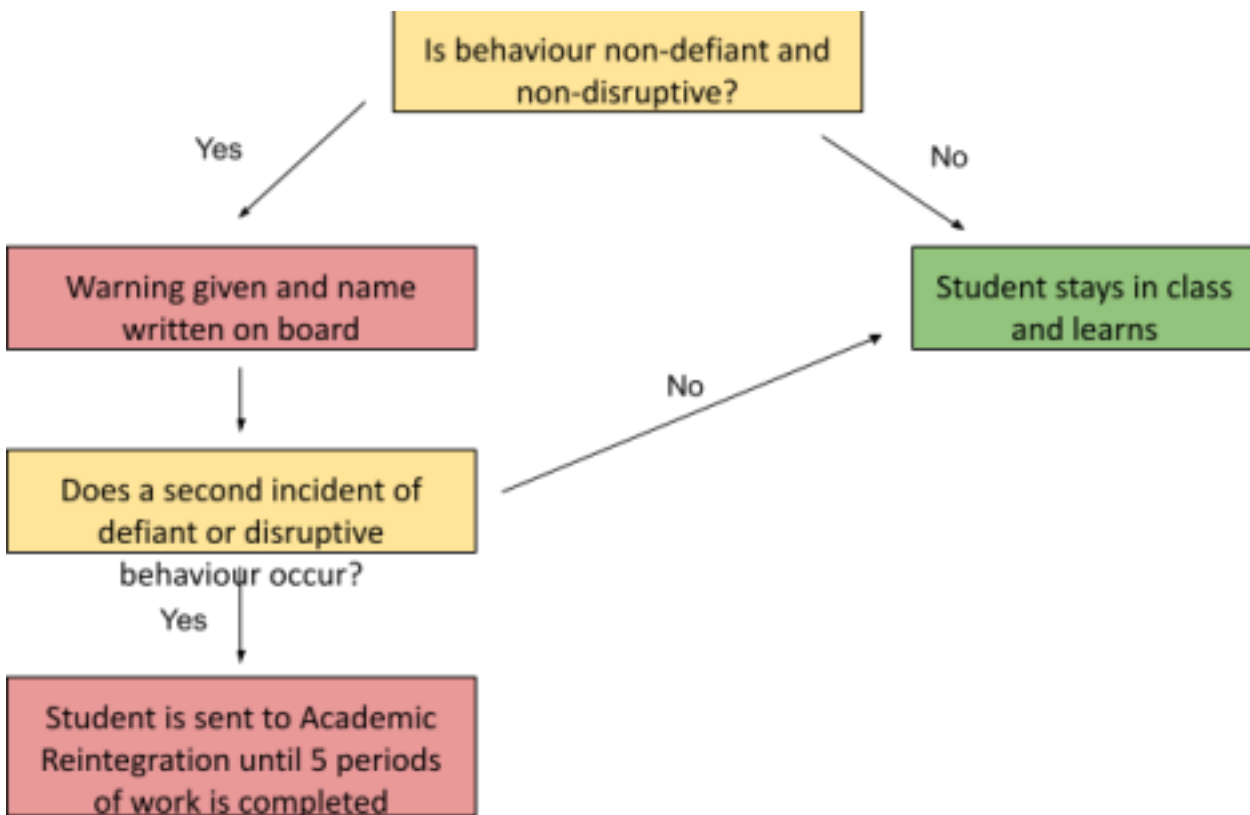 Is behaviour non-defiant and
non-disruptive?
Yes
No
Warning given and name
written on board
Student stays in class
and learns
No
Does a second incident of
defiant or disruptive
behaviour occur?
Yes
Student is sent to Academic
Reintegration until 5 periods
of work is completed